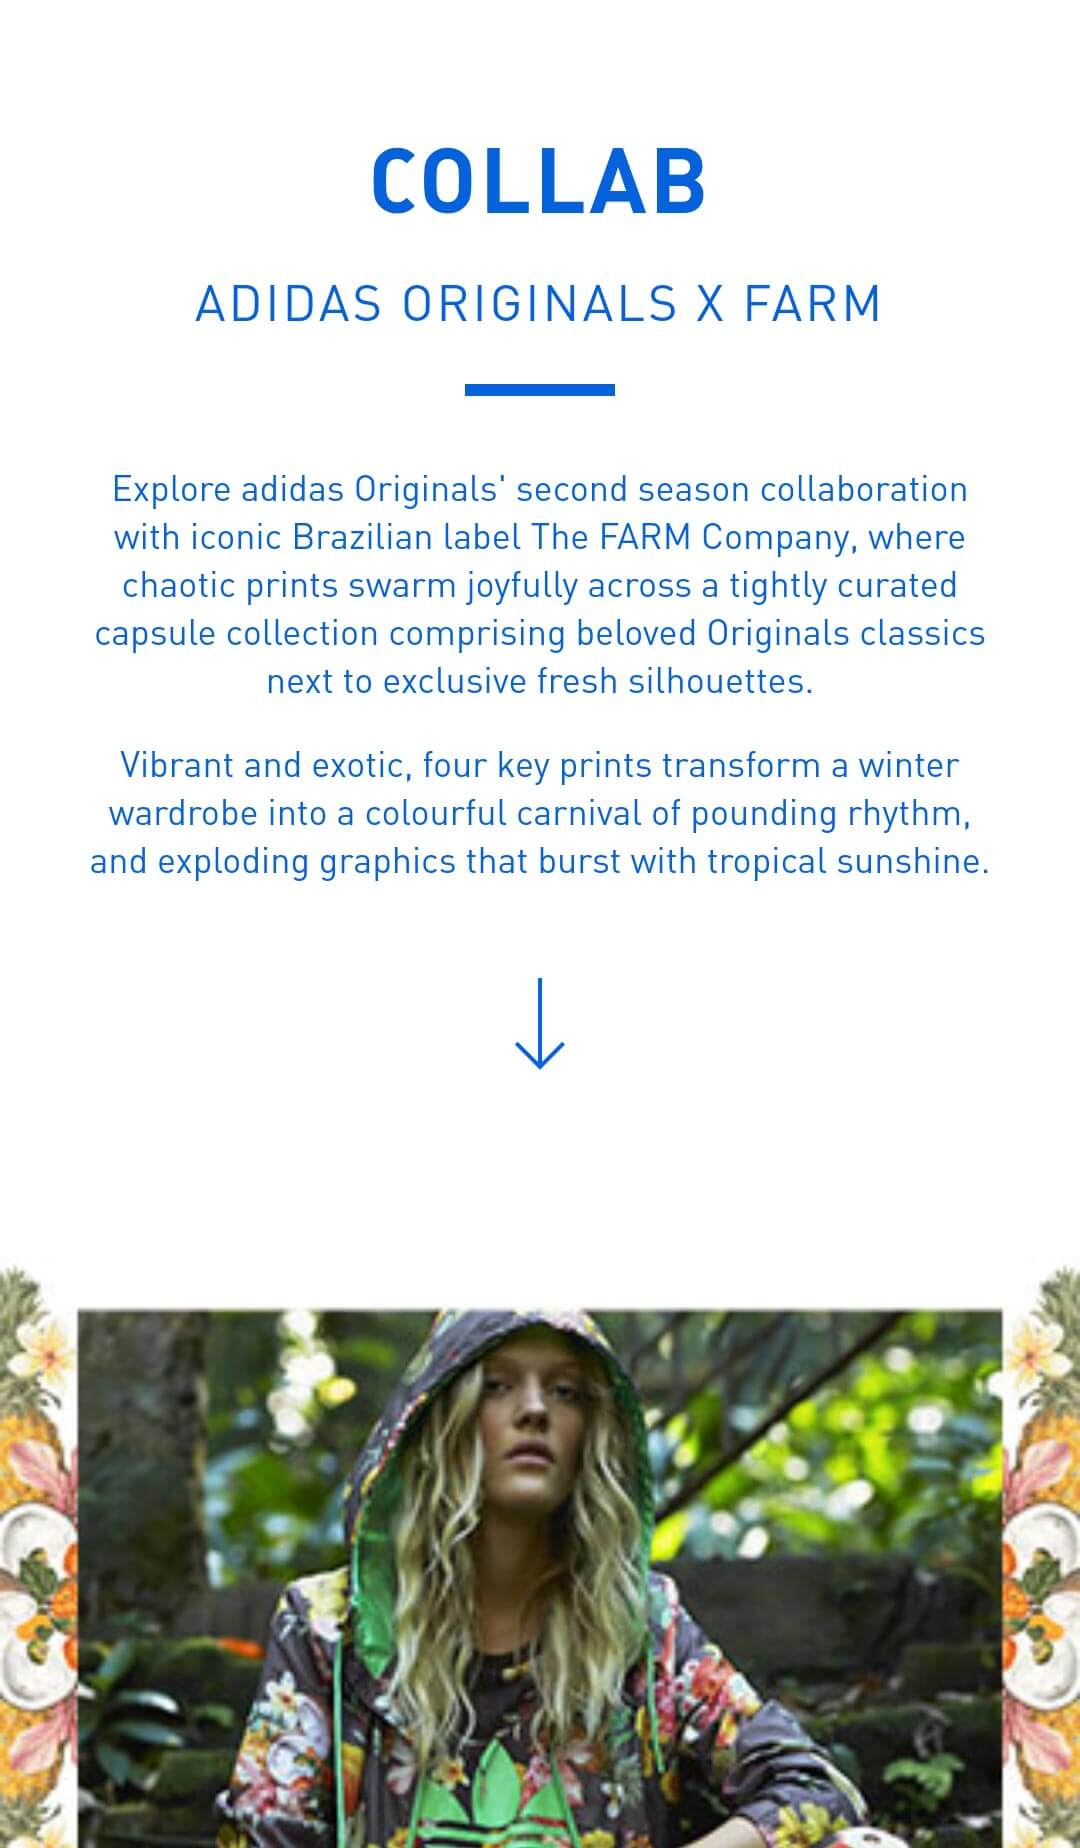 COLLAB
ADIDAS ORIGINALS X FARM
Explore adidas Originals' second season collaboration
with iconic Brazilian label The FARM Company, where
chaotic prints swarm joyfully across a tightly curated
capsule collection comprising beloved Originals classics
next to exclusive fresh silhouettes.
Vibrant and exotic, four key prints transform a winter
wardrobe into a colourful carnival of pounding rhythm,
and exploding graphics that burst with tropical sunshine.